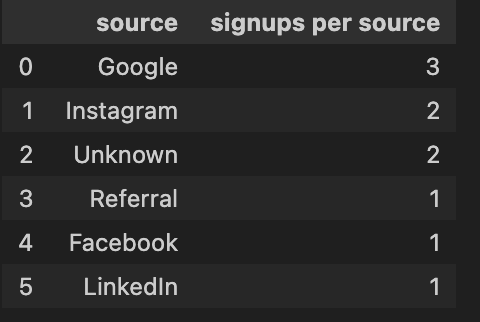 source signups per source
0 Google 3
1 Instagram 2
2 Unknown 2
3 Referral 1
4 Facebook 1
5 LinkedIn 1